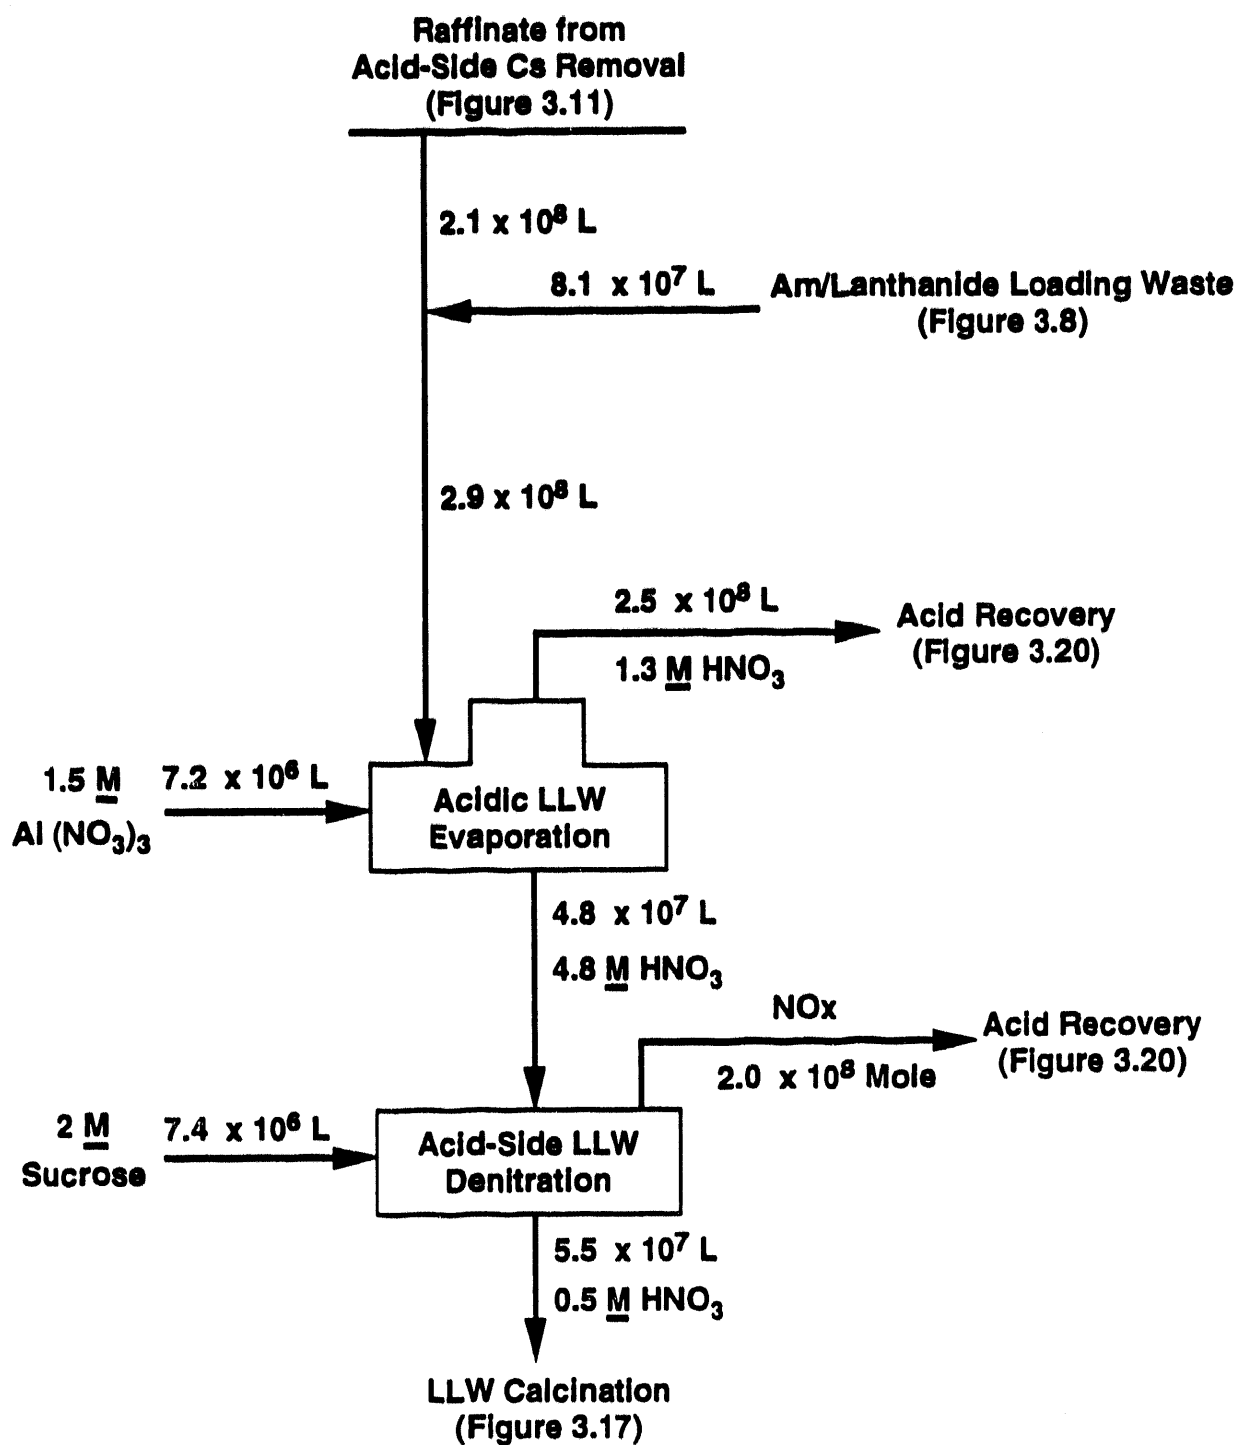 Raffinate from
Acid-Side Cs Removal
(Figure 3.11)
2.1 x 10⁸ L
8.1 x 10⁷ L
Am/Lanthanide Loading Waste
(Figure 3.8)
2.9 x 10⁸ L
2.5 x 10⁸ L
1.3 M HNO₃
Acid Recovery
(Figure 3.20)
1.5 M
Al (NO₃)₃
7.2 x 10⁶ L
Acidic LLW
Evaporation
4.8 x 10⁷ L
4.8 M HNO₃
NOx
2.0 x 10⁸ Mole
Acid Recovery
(Figure 3.20)
2 M
Sucrose
7.4 x 10⁶ L
Acid-Side LLW
Denitration
5.5 x 10⁷ L
0.5 M HNO₃
LLW Calcination
(Figure 3.17)